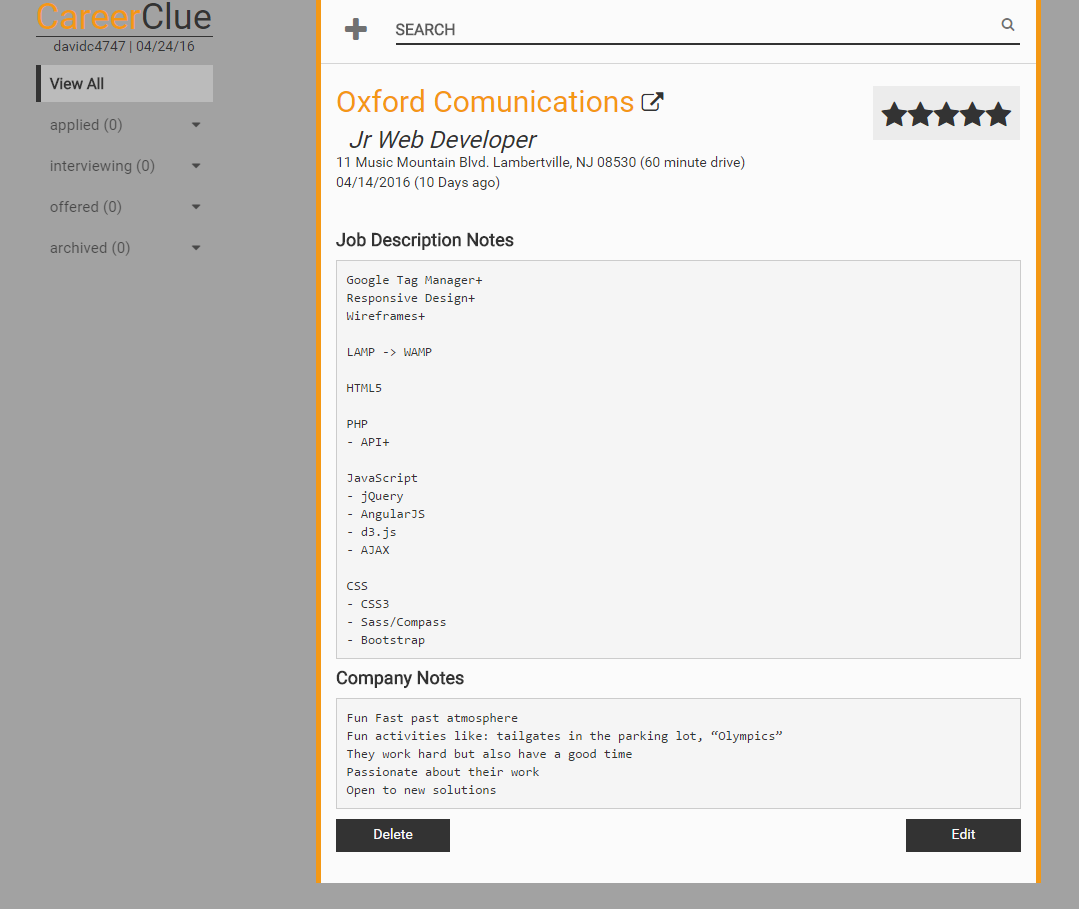 CareerClue
davidc4747 | 04/24/16
View All
applied (0)
interviewing (0)
offered (0)
archived (0)
SEARCH
Oxford Comunications
Jr Web Developer
11 Music Mountain Blvd. Lambertville, NJ 08530 (60 minute drive)
04/14/2016 (10 Days ago)
Job Description Notes
Google Tag Manager+
Responsive Design+
Wireframes+
LAMP -> WAMP
HTML5
PHP
- API+
JavaScript
- jQuery
- AngularJS
- d3.js
- AJAX
CSS
- CSS3
- Sass/Compass
- Bootstrap
Company Notes
Fun Fast past atmosphere
Fun activities like: tailgates in the parking lot, “Olympics”
They work hard but also have a good time
Passionate about their work
Open to new solutions
Delete
Edit